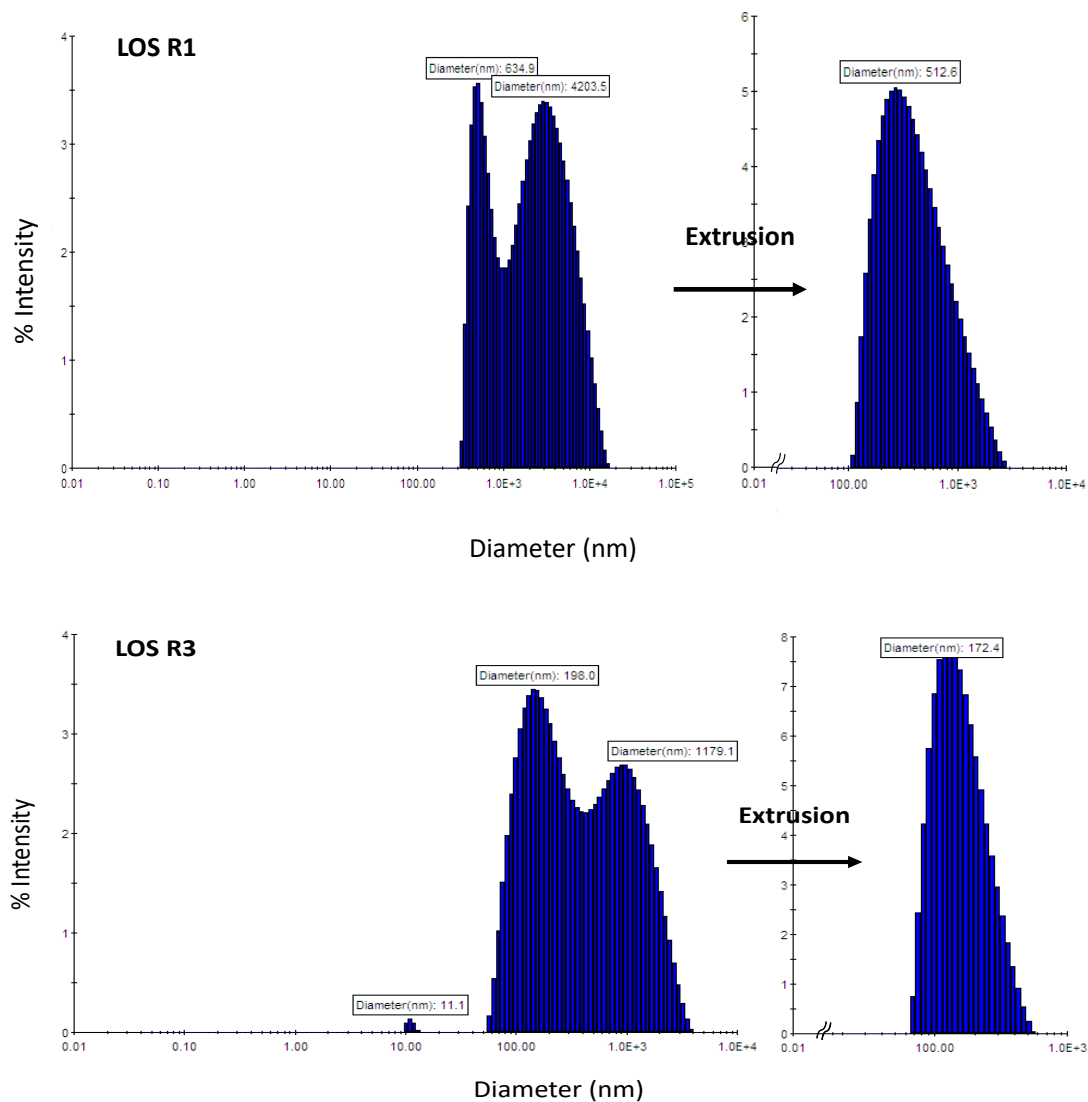 LOS R1
% Intensity
4
3
2
1
0
Diameter(nm): 634.9
Diameter(nm): 4203.5
0.01 0.10 1.00 10.00 100.00 1.0E+3 1.0E+4 1.0E+5
Extrusion
6
5
4
3
2
1
0
Diameter(nm): 512.6
0.01 100.00 1.0E+3 1.0E+4
Diameter (nm)
LOS R3
% Intensity
4
3
2
1
0
Diameter(nm): 198.0
Diameter(nm): 1179.1
Diameter(nm): 11.1
0.01 0.10 1.00 10.00 100.00 1.0E+3 1.0E+4
Extrusion
8
7
6
5
4
3
2
1
0
Diameter(nm): 172.4
0.01 100.00 1.0E+3
Diameter (nm)